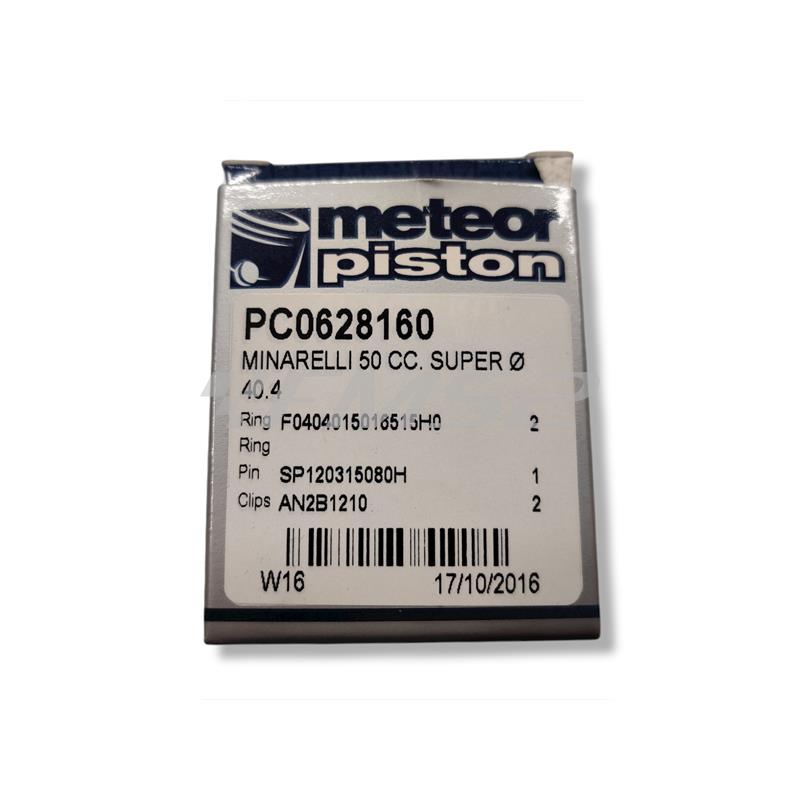 meteor
piston
PC0628160
MINARELLI 50 CC. SUPER Ø
40.4
Ring F0404015016515H0 2
Ring
Pin SP120315080H 1
Clips AN2B1210 2
W16 17/10/2016